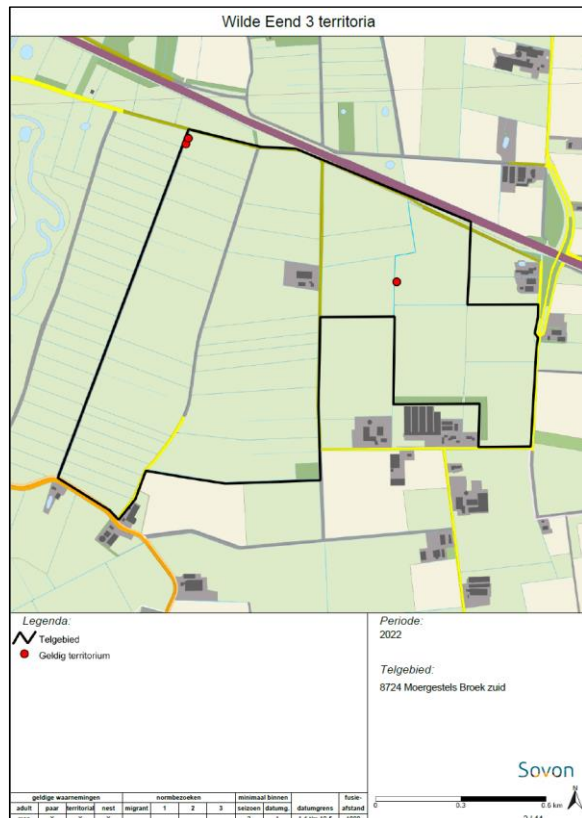 Wilde Eend 3 territoria
Legenda:
Telgebied
Geldig territorium
Periode:
2022
Telgebied:
8724 Moergestels Broek zuid
Sovon
0 0.3 0.6 km
N
geldige waarnemingen normbezoeken minimaal binnen fusie-
adult paar territoriaal nest migrant 1 2 3 seizoen datumg. datumgrens afstand